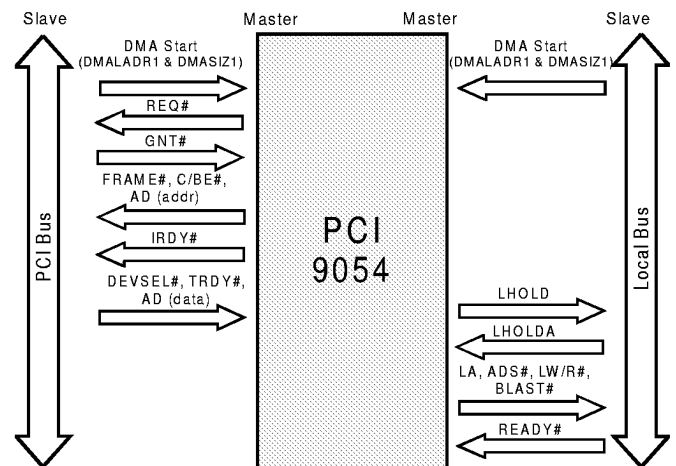 Slave
Master
Master
Slave
DMA Start
(DMALADR1 & DMASIZ1)
REQ#
GNT#
FRAME#, C/BE#,
AD (addr)
IRDY#
DEVSEL#, TRDY#,
AD (data)
PCI Bus
PCI
9054
DMA Start
(DMALADR1 & DMASIZ1)
LHOLD
LHOLDA
LA, ADS#, LW/R#,
BLAST#
READY#
Local Bus